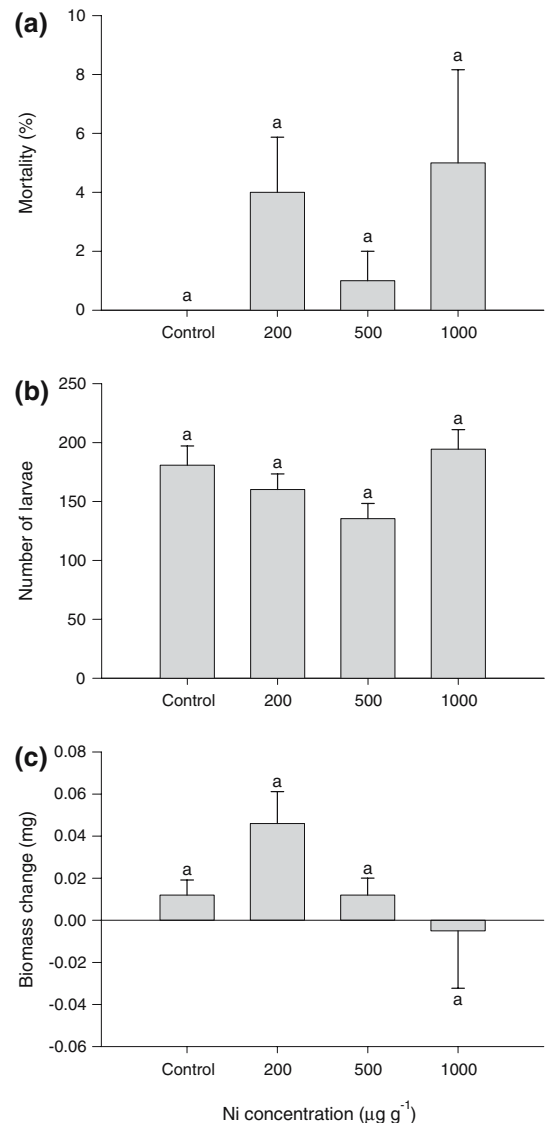 (a)
10
8
6
4
2
0
Mortality (%)
a a a a
Control 200 500 1000
(b)
250
200
150
100
50
0
Number of larvae
a a a a
Control 200 500 1000
(c)
0.08
0.06
0.04
0.02
0.00
-0.02
-0.04
-0.06
Biomass change (mg)
a a a a
Control 200 500 1000
Ni concentration (µg g⁻¹)